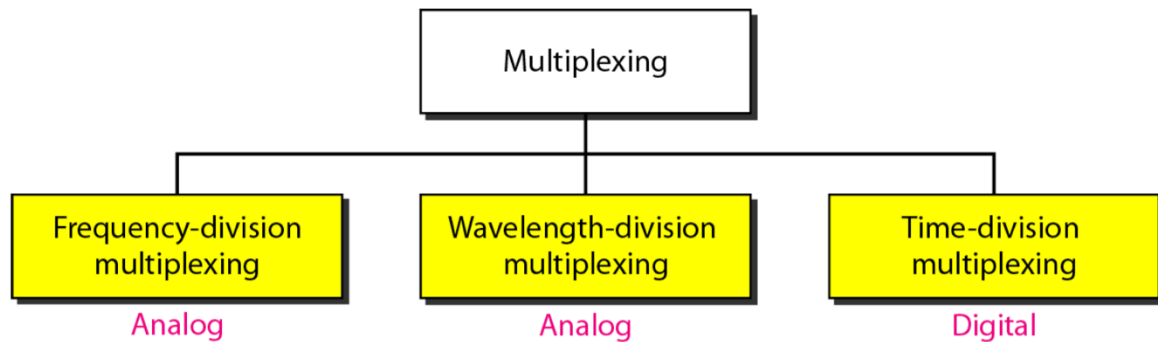 Multiplexing
Frequency-division
multiplexing
Wavelength-division
multiplexing
Time-division
multiplexing
Analog
Analog
Digital